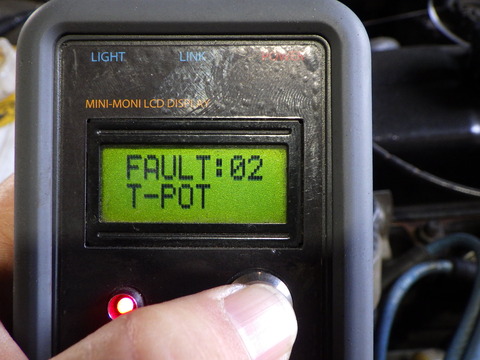 LIGHT LINK
MINI-MONI LCD DISPLAY
FAULT:02
T-POT